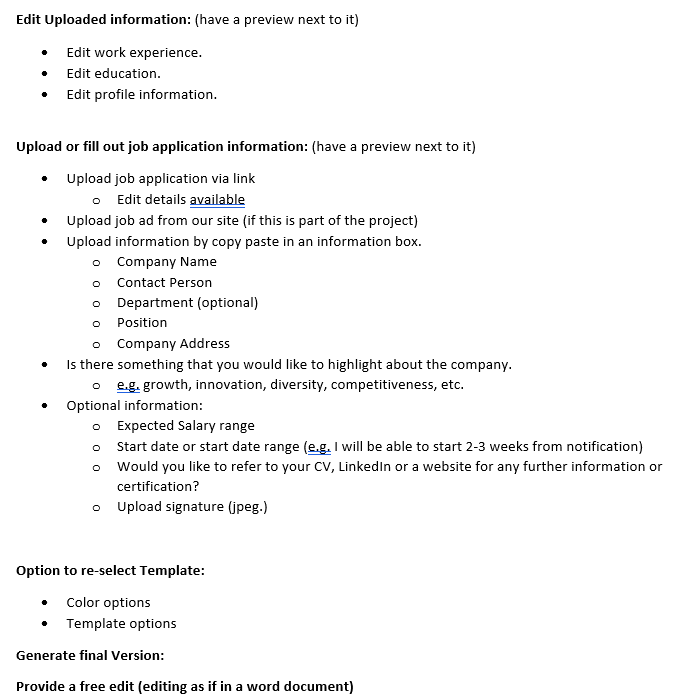 Edit Uploaded information: (have a preview next to it)
• Edit work experience.
• Edit education.
• Edit profile information.
Upload or fill out job application information: (have a preview next to it)
• Upload job application via link
o Edit details available
• Upload job ad from our site (if this is part of the project)
• Upload information by copy paste in an information box.
o Company Name
o Contact Person
o Department (optional)
o Position
o Company Address
• Is there something that you would like to highlight about the company.
o e.g. growth, innovation, diversity, competitiveness, etc.
• Optional information:
o Expected Salary range
o Start date or start date range (e.g. I will be able to start 2-3 weeks from notification)
o Would you like to refer to your CV, LinkedIn or a website for any further information or
certification?
o Upload signature (jpeg.)
Option to re-select Template:
• Color options
• Template options
Generate final Version:
Provide a free edit (editing as if in a word document)